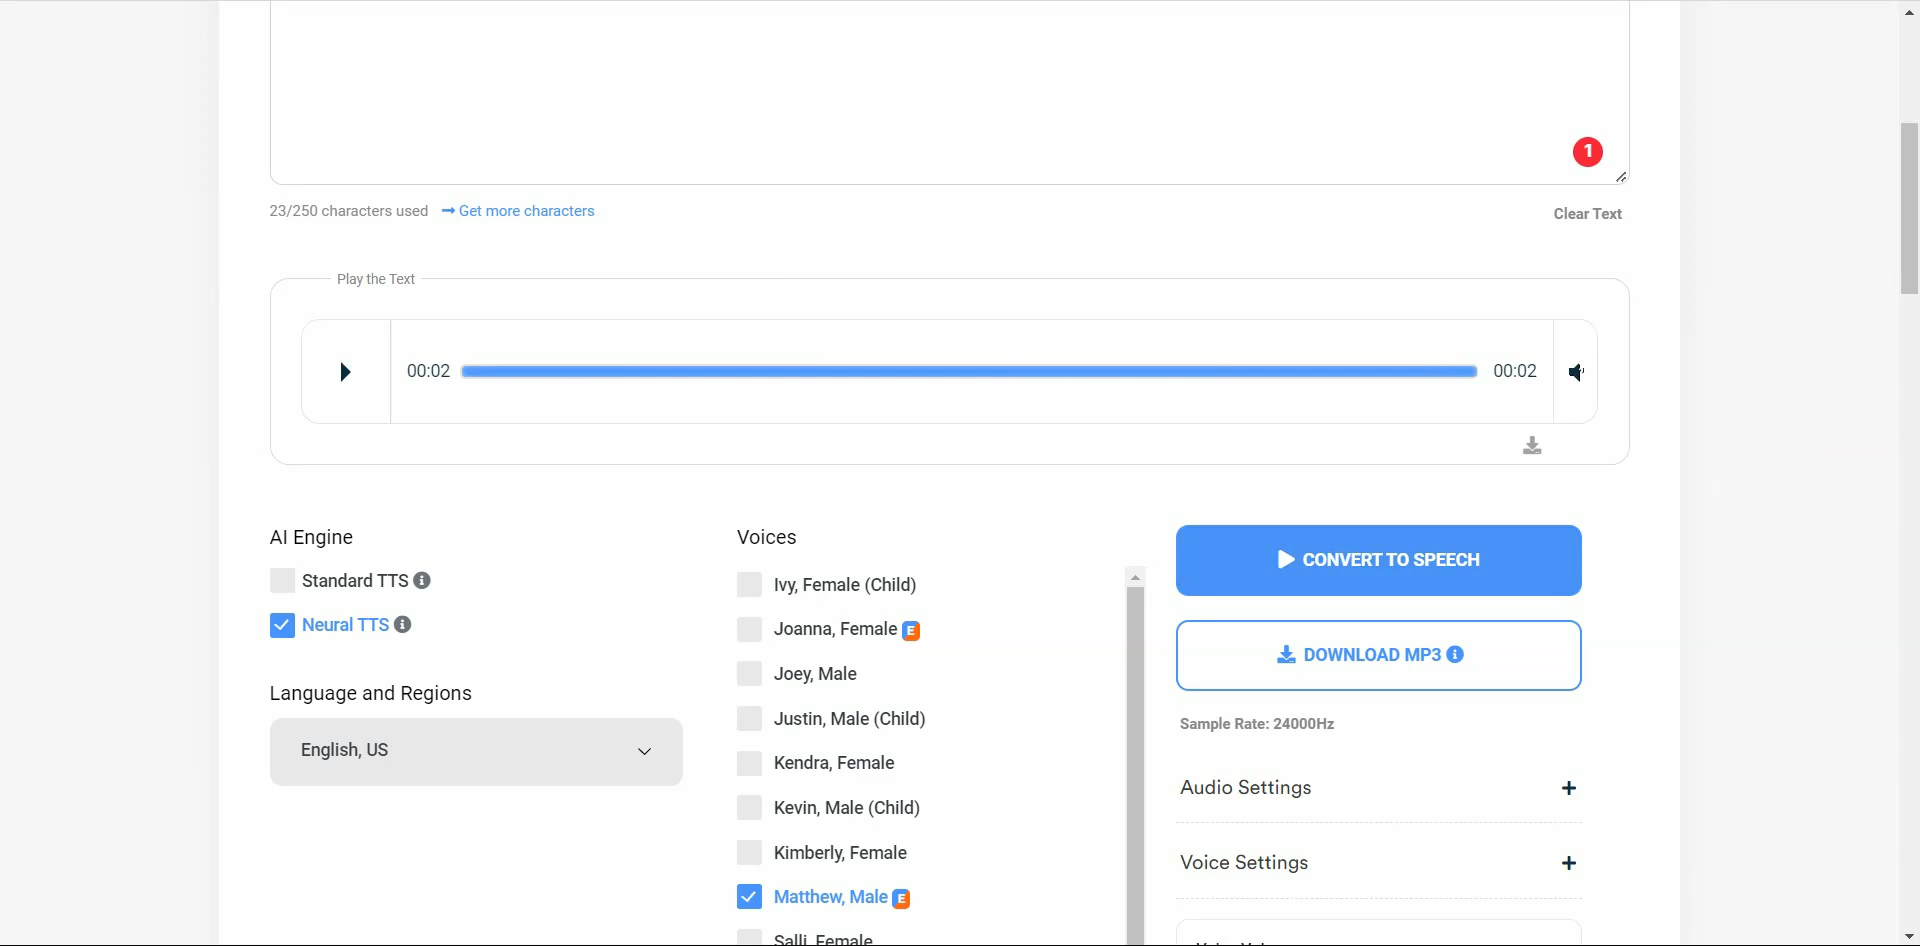 1
23/250 characters used Get more characters
Clear Text
Play the Text
00:02 00:02
AI Engine
Standard TTS
Neural TTS
Language and Regions
English, US
Voices
Ivy, Female (Child)
Joanna, Female E
Joey, Male
Justin, Male (Child)
Kendra, Female
Kevin, Male (Child)
Kimberly, Female
Matthew, Male E
Salli, Female
CONVERT TO SPEECH
DOWNLOAD MP3
Sample Rate: 24000Hz
Audio Settings +
Voice Settings +